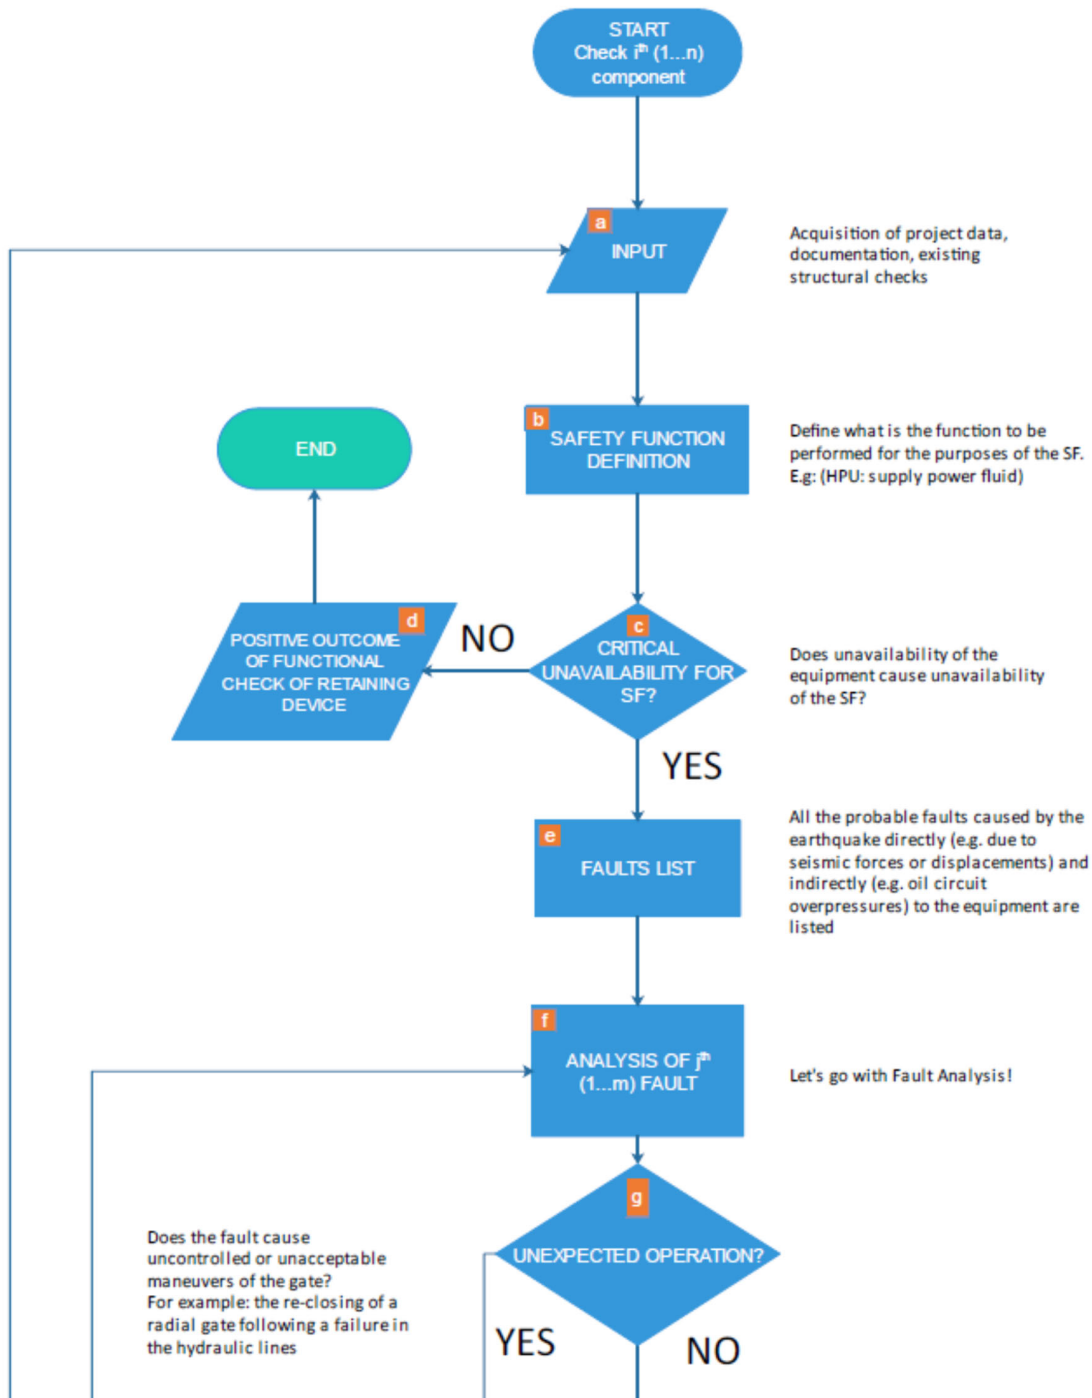 START
Check iᵗʰ (1...n)
component
a
INPUT
Acquisition of project data,
documentation, existing
structural checks
b
SAFETY FUNCTION
DEFINITION
Define what is the function to be
performed for the purposes of the SF.
E.g: (HPU: supply power fluid)
END
d
POSITIVE OUTCOME
OF FUNCTIONAL
CHECK OF RETAINING
DEVICE
NO
c
CRITICAL
UNAVAILABILITY FOR
SF?
Does unavailability of the
equipment cause unavailability
of the SF?
YES
e
FAULTS LIST
All the probable faults caused by the
earthquake directly (e.g. due to
seismic forces or displacements) and
indirectly (e.g. oil circuit
overpressures) to the equipment are
listed
f
ANALYSIS OF jᵗʰ
(1...m) FAULT
Let's go with Fault Analysis!
g
UNEXPECTED OPERATION?
Does the fault cause
uncontrolled or unacceptable
maneuvers of the gate?
For example: the re-closing of a
radial gate following a failure in
the hydraulic lines
YES
NO